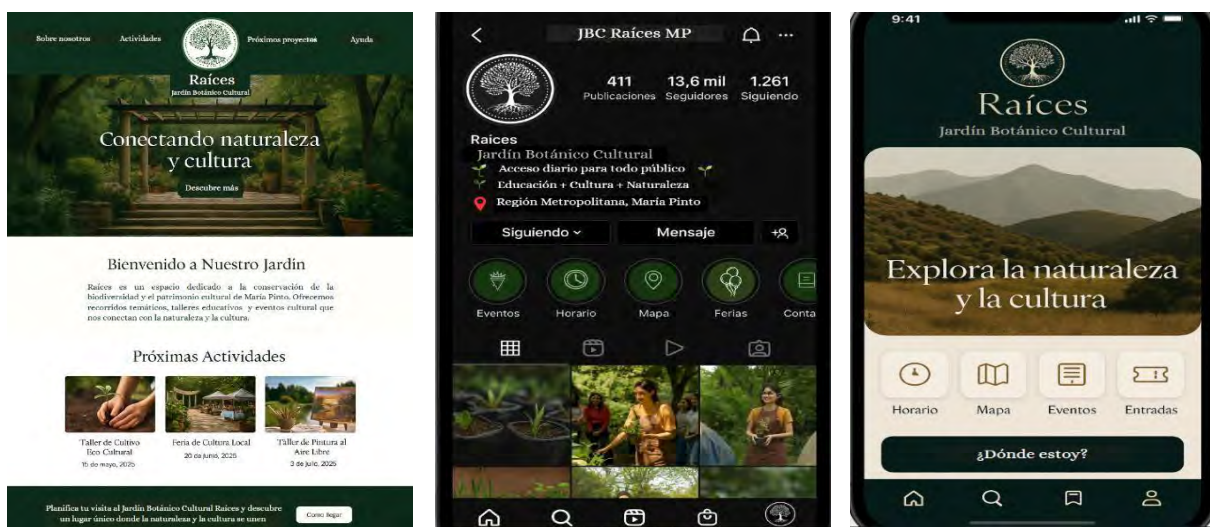 Sobre nosotros
Actividades
Próximos proyectos
Ayuda
Raíces
Jardín Botánico Cultural
Conectando naturaleza
y cultura
Descubre más
Bienvenido a Nuestro Jardín
Raíces es un espacio dedicado a la conservación de la
biodiversidad y el patrimonio cultural de María Pinto. Ofrecemos
recorridos temáticos, talleres educativos y eventos cultural que
nos conectan con la naturaleza y la cultura.
Próximas Actividades
Taller de Cultivo
Eco Cultural
15 de mayo, 2025
Feria de Cultura Local
20 de junio, 2025
Táller de Pintura al
Aire Libre
3 de julio, 2025
Planifica tu visita al Jardín Botánico Cultural Raíces y descubre
un lugar único donde la naturaleza y la cultura se unen
Como llegar
JBC Raíces MP
411
Publicaciones
13,6 mil
Seguidores
1.261
Siguiendo
Raices
Jardín Botánico Cultural
Acceso diario para todo público
Educación + Cultura + Naturaleza
Región Metropolitana, María Pinto
Siguiendo
Mensaje
Eventos
Horario
Mapa
Ferias
Conta
9:41
Raíces
Jardín Botánico Cultural
Explora la naturaleza
y la cultura
Horario
Mapa
Eventos
Entradas
¿Dónde estoy?